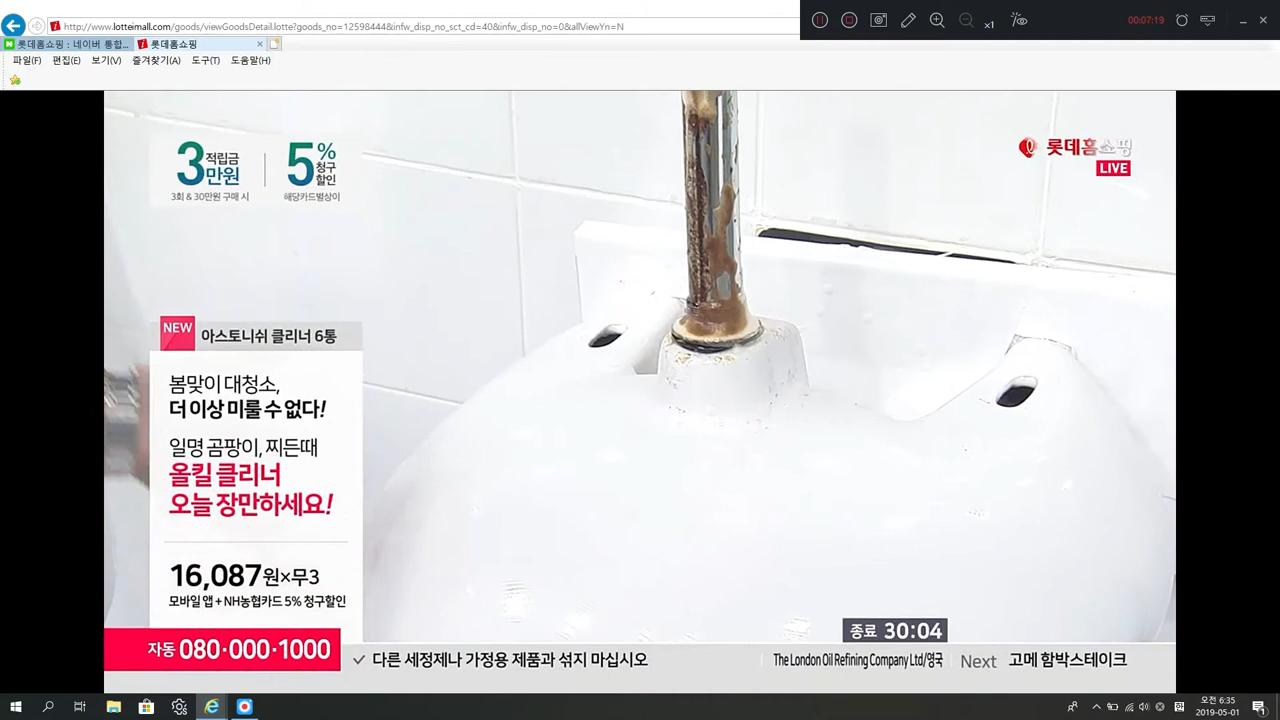 http://www.lotteimall.com/goods/viewGoodsDetail.lotte?goods_no=12598444&infw_disp_no_sct_cd=40&infw_disp_no=0&allViewYn=N
x1
00:07:19
롯데홈쇼핑 : 네이버 통합...
롯데홈쇼핑
파일(F) 편집(E) 보기(V) 즐겨찾기(A) 도구(T) 도움말(H)
3 적립금 만원
3회 & 30만원 구매 시
5% 청구 할인
해당카드별상이
롯데홈쇼핑
LIVE
NEW 아스토니쉬 클리너 6통
봄맞이 대청소,
더 이상 미룰 수 없다!
일명 곰팡이, 찌든때
올킬 클리너
오늘 장만하세요!
16,087원×무3
모바일 앱 + NH농협카드 5% 청구할인
종료 30:04
자동 080·000·1000
다른 세정제나 가정용 제품과 섞지 마십시오
The London Oil Refining Company Ltd/영국
Next 고메 함박스테이크
오전 6:35
2019-05-01